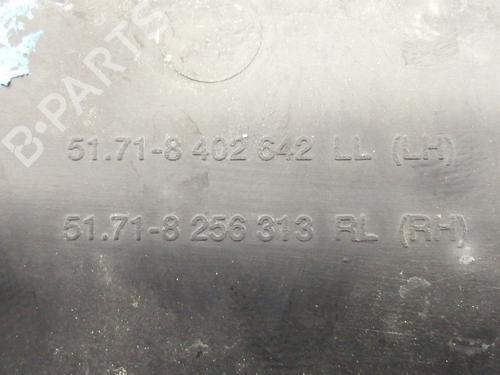 B-PARTS
51.71-8 402 642 LL (LH)
51.71-8 256 313 RL (RH)